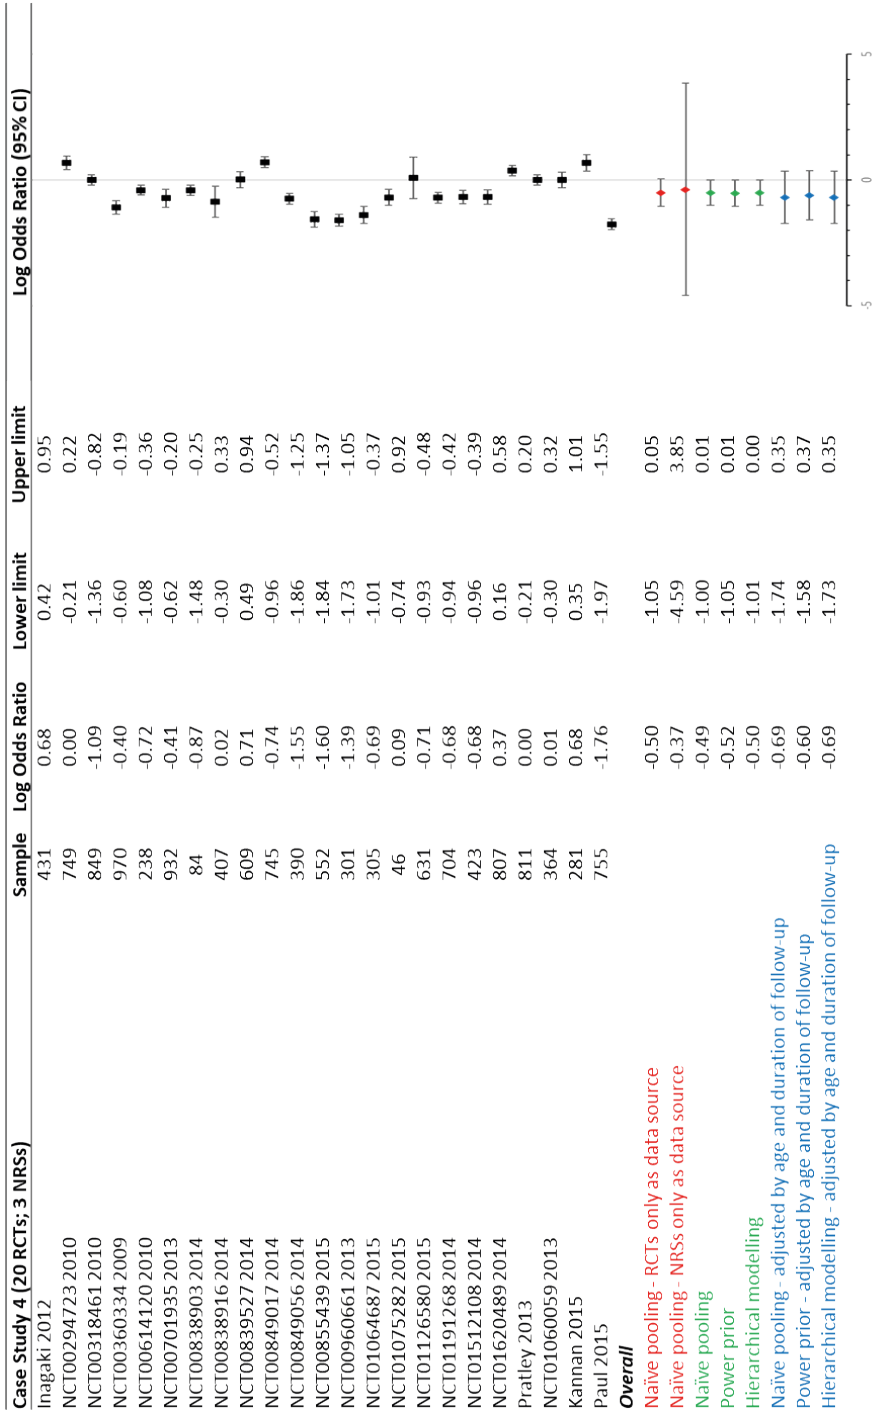 Case Study 4 (20 RCTs; 3 NRSs) Sample Log Odds Ratio Lower limit Upper limit Log Odds Ratio (95% CI)
Inagaki 2012 431 0.68 0.42 0.95
NCT00294723 2010 749 0.00 -0.21 0.22
NCT00318461 2010 849 -1.09 -1.36 -0.82
NCT00360334 2009 970 -0.40 -0.60 -0.19
NCT00614120 2010 238 -0.72 -1.08 -0.36
NCT00701935 2013 932 -0.41 -0.62 -0.20
NCT00838903 2014 84 -0.87 -1.48 -0.25
NCT00838916 2014 407 0.02 -0.30 0.33
NCT00839527 2014 609 0.71 0.49 0.94
NCT00849017 2014 745 -0.74 -0.96 -0.52
NCT00849056 2014 390 -1.55 -1.86 -1.25
NCT00855439 2015 552 -1.60 -1.84 -1.37
NCT00960661 2013 301 -1.39 -1.73 -1.05
NCT01064687 2015 305 -0.69 -1.01 -0.37
NCT01075282 2015 46 0.09 -0.74 0.92
NCT01126580 2015 631 -0.71 -0.93 -0.48
NCT01191268 2014 704 -0.68 -0.94 -0.42
NCT01512108 2014 423 -0.68 -0.96 -0.39
NCT01620489 2014 807 0.37 0.16 0.58
Pratley 2013 811 0.00 -0.21 0.20
NCT01060059 2013 364 0.01 -0.30 0.32
Kannan 2015 281 0.68 0.35 1.01
Paul 2015 755 -1.76 -1.97 -1.55
Overall
Naïve pooling - RCTs only as data source -0.50 -1.05 0.05
Naïve pooling - NRSs only as data source -0.37 -4.59 3.85
Naïve pooling -0.49 -1.00 0.01
Power prior -0.52 -1.05 0.01
Hierarchical modelling -0.50 -1.01 0.00
Naïve pooling - adjusted by age and duration of follow-up -0.69 -1.74 0.35
Power prior - adjusted by age and duration of follow-up -0.60 -1.58 0.37
Hierarchical modelling - adjusted by age and duration of follow-up -0.69 -1.73 0.35
-5 0 5